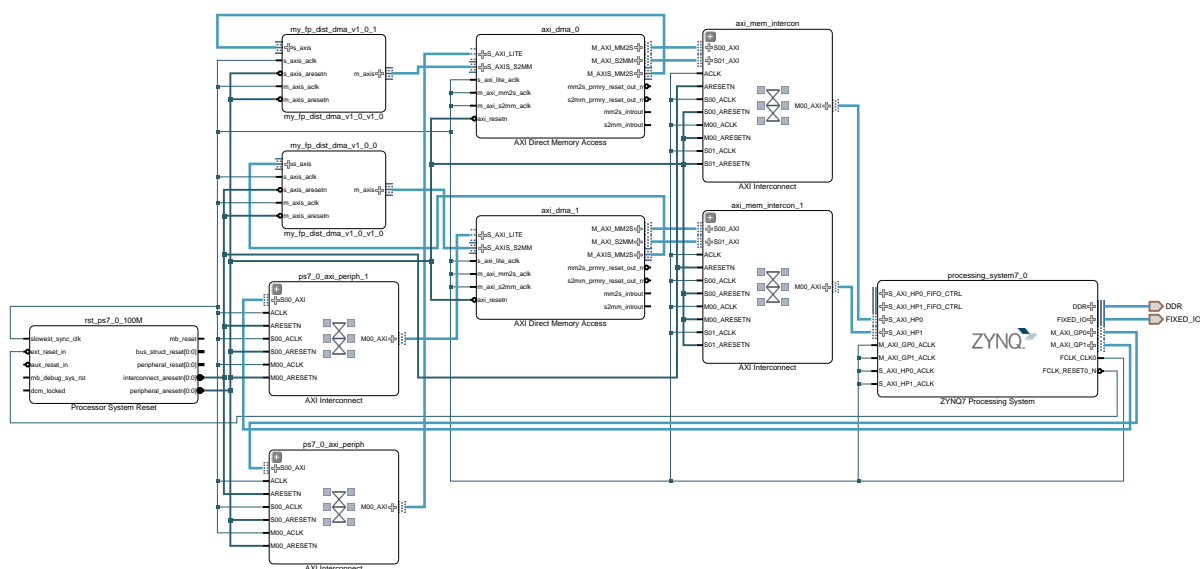 my_fp_dist_dma_v1_0_1
s_axis
s_axis_aclk
s_axis_aresetn
m_axis_aclk
m_axis_aresetn
m_axis
my_fp_dist_dma_v1_0_v1_0
my_fp_dist_dma_v1_0_0
s_axis
s_axis_aclk
s_axis_aresetn
m_axis_aclk
m_axis_aresetn
m_axis
my_fp_dist_dma_v1_0_v1_0
axi_dma_0
S_AXI_LITE
S_AXIS_S2MM
s_axi_lite_aclk
m_axi_mm2s_aclk
m_axi_s2mm_aclk
axi_resetn
M_AXI_MM2S
M_AXI_S2MM
M_AXIS_MM2S
mm2s_prmry_reset_out_n
s2mm_prmry_reset_out_n
mm2s_introut
s2mm_introut
AXI Direct Memory Access
axi_dma_1
S_AXI_LITE
S_AXIS_S2MM
s_axi_lite_aclk
m_axi_mm2s_aclk
m_axi_s2mm_aclk
axi_resetn
M_AXI_MM2S
M_AXI_S2MM
M_AXIS_MM2S
mm2s_prmry_reset_out_n
s2mm_prmry_reset_out_n
mm2s_introut
s2mm_introut
AXI Direct Memory Access
axi_mem_intercon
S00_AXI
S01_AXI
ACLK
ARESETN
S00_ACLK
S00_ARESETN
M00_ACLK
M00_ARESETN
S01_ACLK
S01_ARESETN
M00_AXI
AXI Interconnect
axi_mem_intercon_1
S00_AXI
S01_AXI
ACLK
ARESETN
S00_ACLK
S00_ARESETN
M00_ACLK
M00_ARESETN
S01_ACLK
S01_ARESETN
M00_AXI
AXI Interconnect
rst_ps7_0_100M
slowest_sync_clk
ext_reset_in
aux_reset_in
mb_debug_sys_rst
dcm_locked
mb_reset
bus_struct_reset[0:0]
peripheral_reset[0:0]
interconnect_aresetn[0:0]
peripheral_aresetn[0:0]
Processor System Reset
ps7_0_axi_periph_1
S00_AXI
ACLK
ARESETN
S00_ACLK
S00_ARESETN
M00_ACLK
M00_ARESETN
M00_AXI
AXI Interconnect
ps7_0_axi_periph
S00_AXI
ACLK
ARESETN
S00_ACLK
S00_ARESETN
M00_ACLK
M00_ARESETN
M00_AXI
AXI Interconnect
processing_system7_0
S_AXI_HP0_FIFO_CTRL
S_AXI_HP1_FIFO_CTRL
S_AXI_HP0
S_AXI_HP1
M_AXI_GP0_ACLK
M_AXI_GP1_ACLK
S_AXI_HP0_ACLK
S_AXI_HP1_ACLK
ZYNQ
DDR
FIXED_IO
M_AXI_GP0
M_AXI_GP1
FCLK_CLK0
FCLK_RESET0_N
ZYNQ7 Processing System
DDR
FIXED_IO